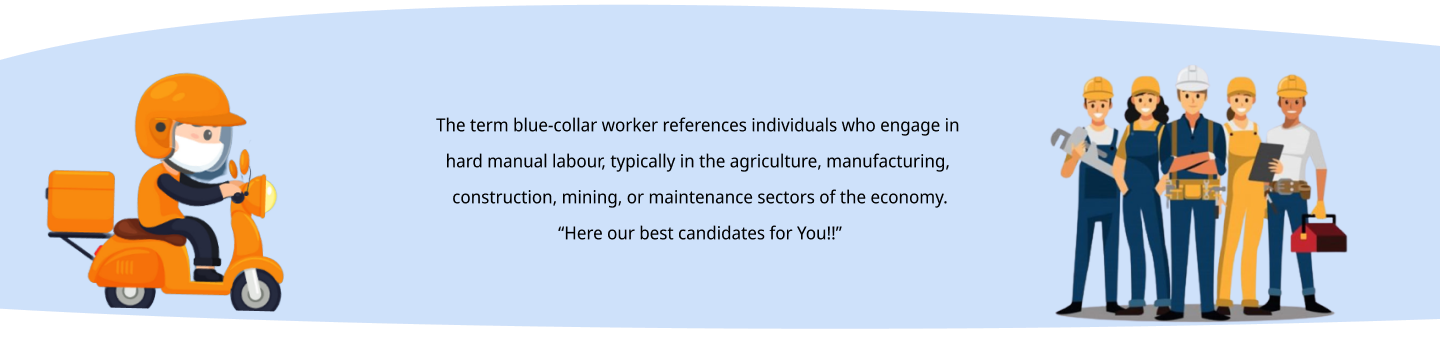 The term blue-collar worker references individuals who engage in
hard manual labour, typically in the agriculture, manufacturing,
construction, mining, or maintenance sectors of the economy.
“Here our best candidates for You!!”